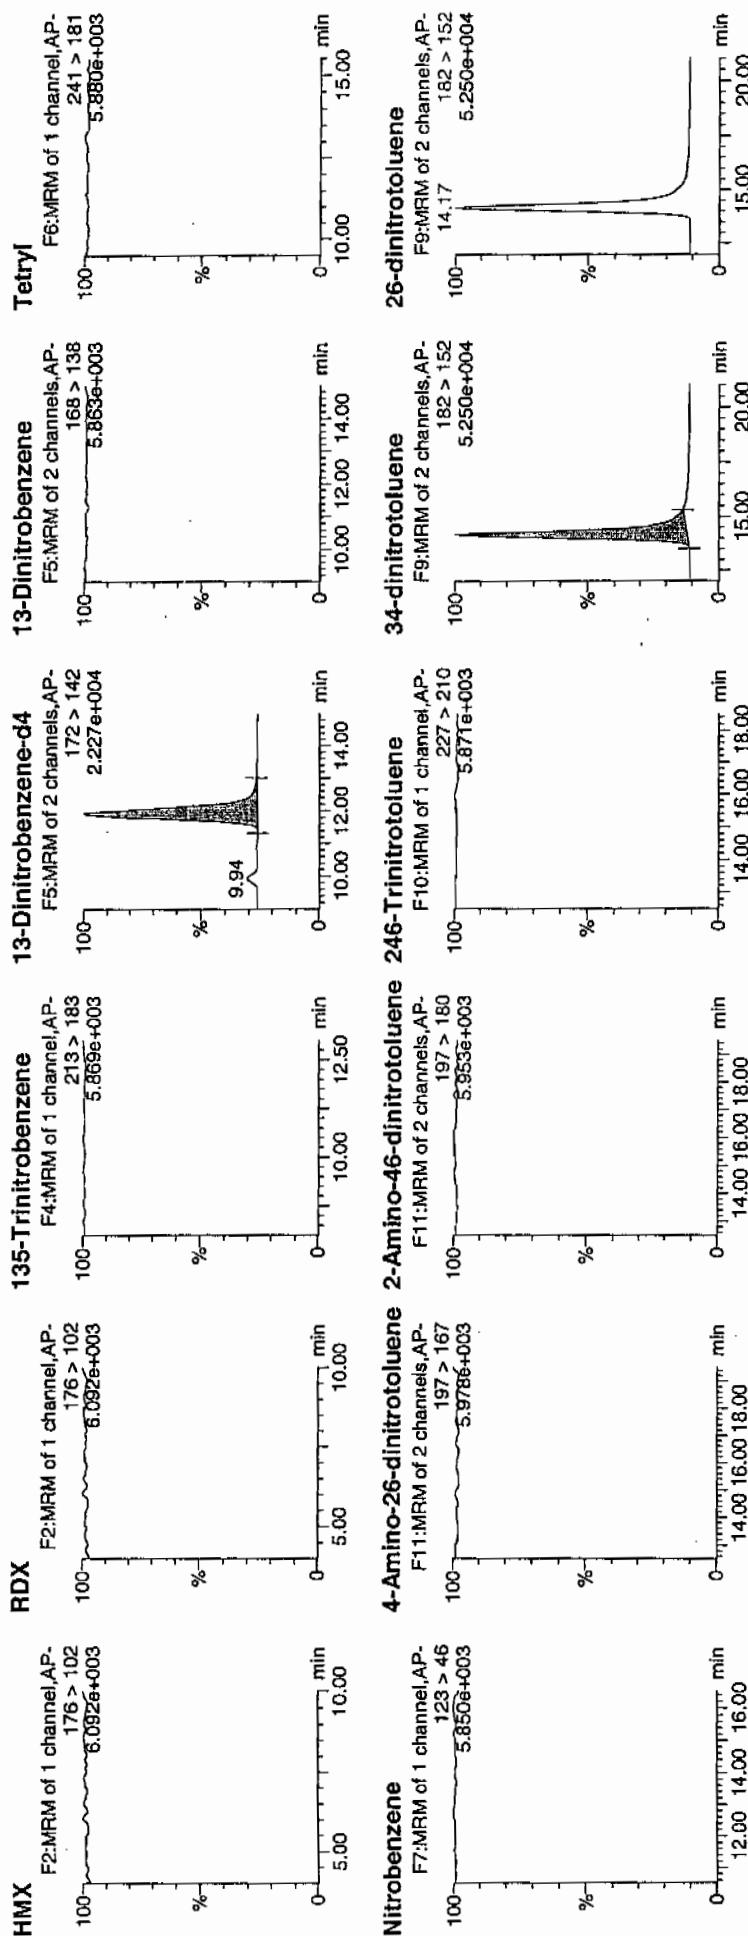 HMX
F2:MRM of 1 channel,AP-
176 > 102
6.092e+003
100
%
0
5.00
10.00
min
RDX
F2:MRM of 1 channel,AP-
176 > 102
6.092e+003
100
%
0
5.00
10.00
min
135-Trinitrobenzene
F4:MRM of 1 channel,AP-
213 > 183
5.869e+003
100
%
0
10.00
12.50
min
13-Dinitrobenzene-d4
F5:MRM of 2 channels,AP-
172 > 142
2.227e+004
100
9.94
%
0
10.00
12.00
14.00
min
13-Dinitrobenzene
F5:MRM of 2 channels,AP-
168 > 138
5.863e+003
100
%
0
10.00
12.00
14.00
min
Tetryl
F6:MRM of 1 channel,AP-
241 > 181
5.880e+003
100
%
0
10.00
15.00
min
Nitrobenzene
F7:MRM of 1 channel,AP-
123 > 46
5.850e+003
100
%
0
12.00
14.00
16.00
min
4-Amino-26-dinitrotoluene
F11:MRM of 2 channels,AP-
197 > 167
5.978e+003
100
%
0
14.00 16.00 18.00
min
2-Amino-46-dinitrotoluene
F11:MRM of 2 channels,AP-
197 > 180
5.953e+003
100
%
0
14.00 16.00 18.00
min
246-Trinitrotoluene
F10:MRM of 1 channel,AP-
227 > 210
5.871e+003
100
%
0
14.00
16.00
18.00
min
34-dinitrotoluene
F9:MRM of 2 channels,AP-
182 > 152
5.250e+004
100
%
0
15.00
20.00
min
26-dinitrotoluene
F9:MRM of 2 channels,AP-
14.17
182 > 152
5.250e+004
100
%
0
15.00
20.00
min